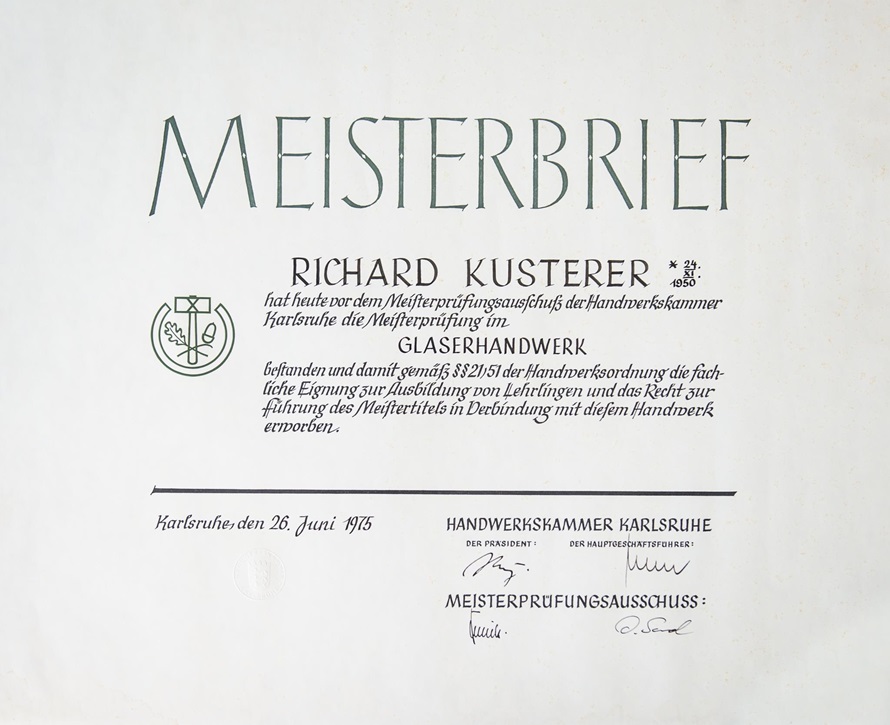 MEISTERBRIEF
RICHARD KUSTERER * 24. XI. 1950
hat heute vor dem Meisterprüfungsausschuß der Handwerkskammer
Karlsruhe die Meisterprüfung im
GLASERHANDWERK
bestanden und damit gemäß §§ 21/51 der Handwerksordnung die fach-
liche Eignung zur Ausbildung von Lehrlingen und das Recht zur
Führung des Meistertitels in Verbindung mit diesem Handwerk
erworben.
Karlsruhe, den 26. Juni 1975
HANDWERKSKAMMER KARLSRUHE
DER PRÄSIDENT: DER HAUPTGESCHÄFTSFÜHRER:
MEISTERPRÜFUNGSAUSSCHUSS: